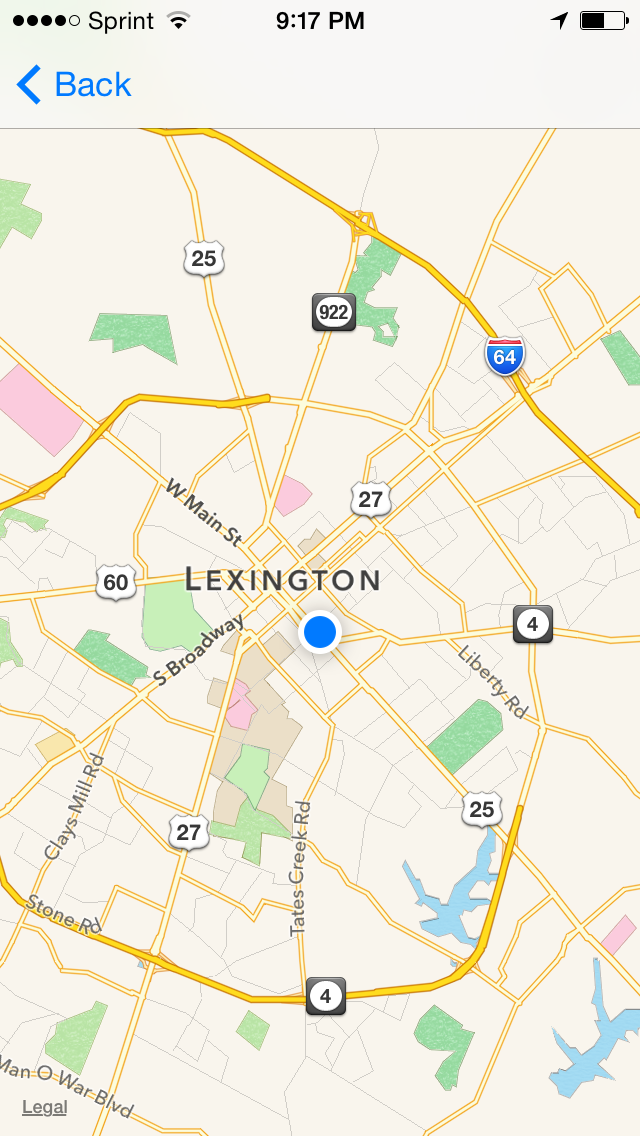 Sprint 9:17 PM
Back
25
922
64
W Main St
27
60
LEXINGTON
4
S Broadway
Liberty Rd
Clays Mill Rd
25
27
Tates Creek Rd
Stone Rd
4
Man O War Blvd
Legal